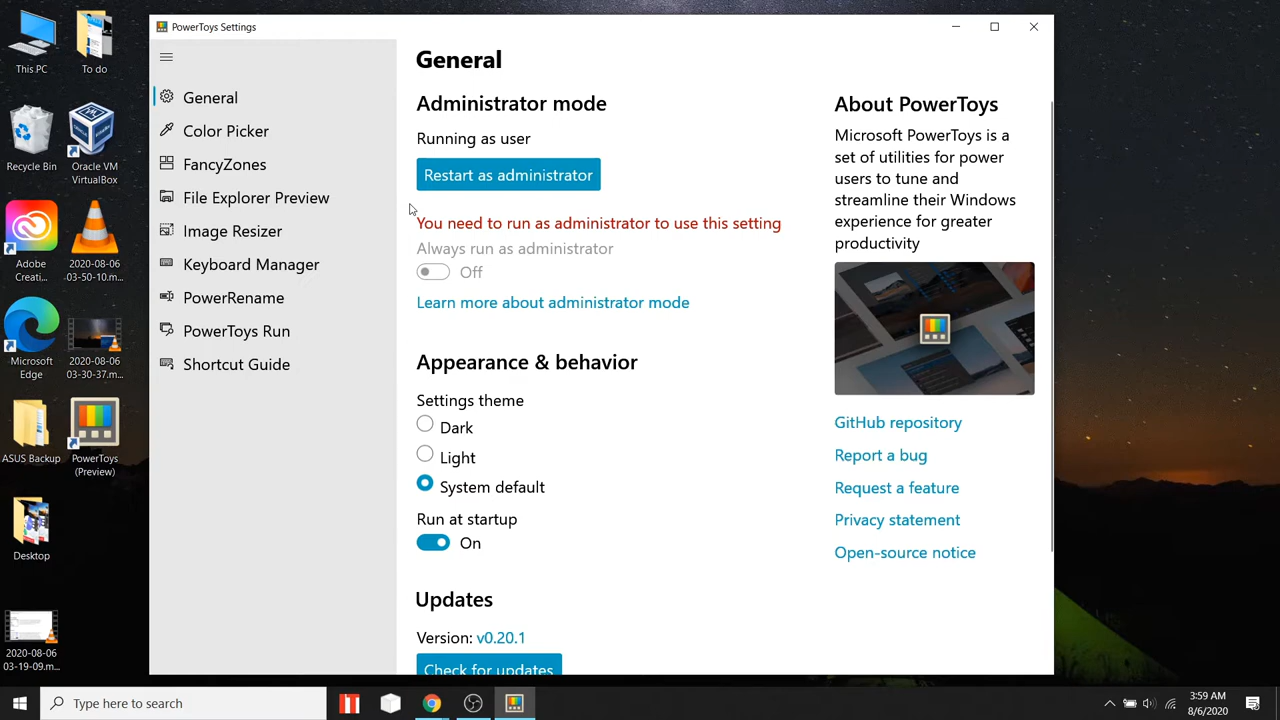 PowerToys Settings
This PC
To do
Recycle Bin
Oracle VM
VirtualBox
Adobe
Creati...
2020-08-06
03-50-10.m...
Microsoft
Edge
2020-08-06
03-30-37.m...
ASUS Backup
PowerToys
(Preview)
Desktop
2020-08-06
03-19-09.m...
General
Color Picker
FancyZones
File Explorer Preview
Image Resizer
Keyboard Manager
PowerRename
PowerToys Run
Shortcut Guide
General
Administrator mode
Running as user
Restart as administrator
You need to run as administrator to use this setting
Always run as administrator
Off
Learn more about administrator mode
Appearance & behavior
Settings theme
Dark
Light
System default
Run at startup
On
Updates
Version: v0.20.1
Check for updates
About PowerToys
Microsoft PowerToys is a
set of utilities for power
users to tune and
streamline their Windows
experience for greater
productivity
GitHub repository
Report a bug
Request a feature
Privacy statement
Open-source notice
Type here to search
3:59 AM
8/6/2020